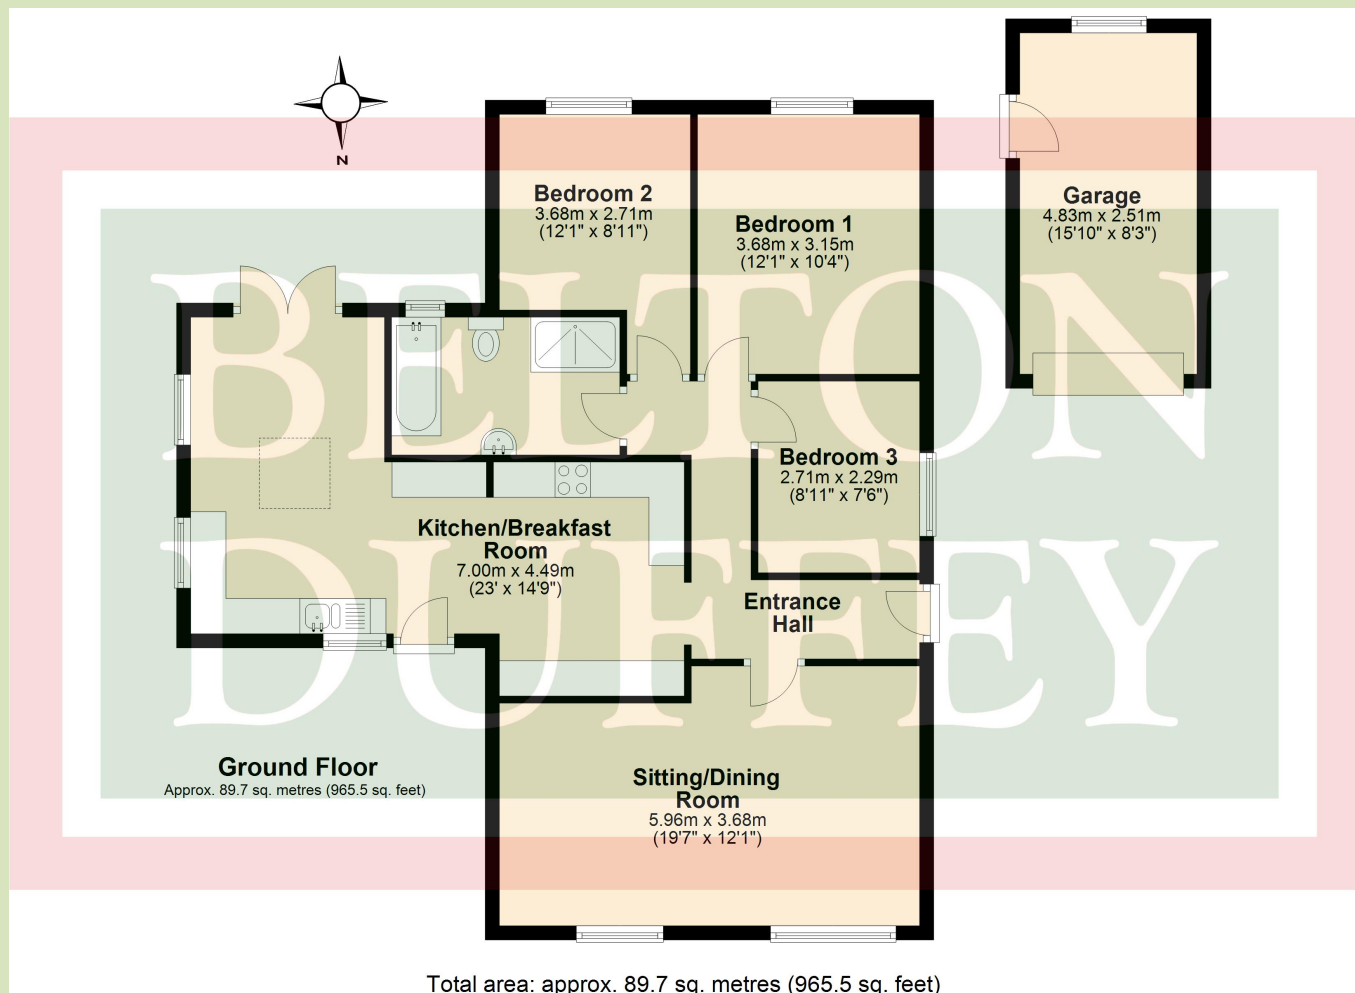 N
Bedroom 2
3.68m x 2.71m
(12'1" x 8'11")
Bedroom 1
3.68m x 3.15m
(12'1" x 10'4")
Garage
4.83m x 2.51m
(15'10" x 8'3")
BELTON
DUFFEY
Bedroom 3
2.71m x 2.29m
(8'11" x 7'6")
Kitchen/Breakfast
Room
7.00m x 4.49m
(23' x 14'9")
Entrance
Hall
Ground Floor
Approx. 89.7 sq. metres (965.5 sq. feet)
Sitting/Dining
Room
5.96m x 3.68m
(19'7" x 12'1")
Total area: approx. 89.7 sq. metres (965.5 sq. feet)